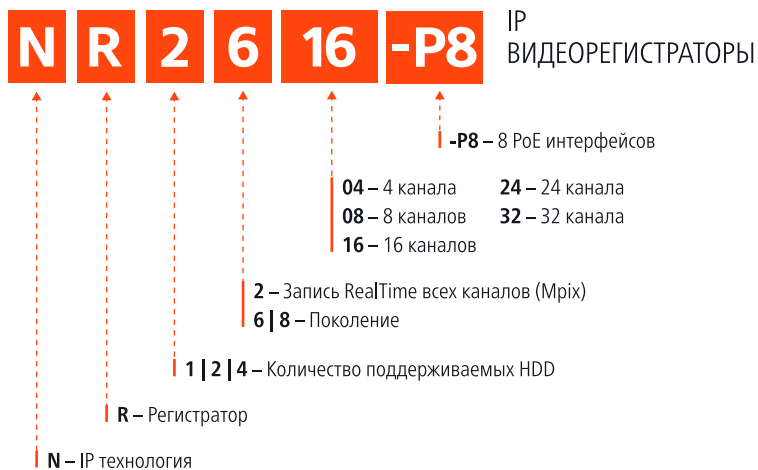 N R 2 6 16 -P8
IP
ВИДЕОРЕГИСТРАТОРЫ
-P8 – 8 PoE интерфейсов
04 – 4 канала 24 – 24 канала
08 – 8 каналов 32 – 32 канала
16 – 16 каналов
2 – Запись RealTime всех каналов (Mpix)
6 | 8 – Поколение
1 | 2 | 4 – Количество поддерживаемых HDD
R – Регистратор
N – IP технология